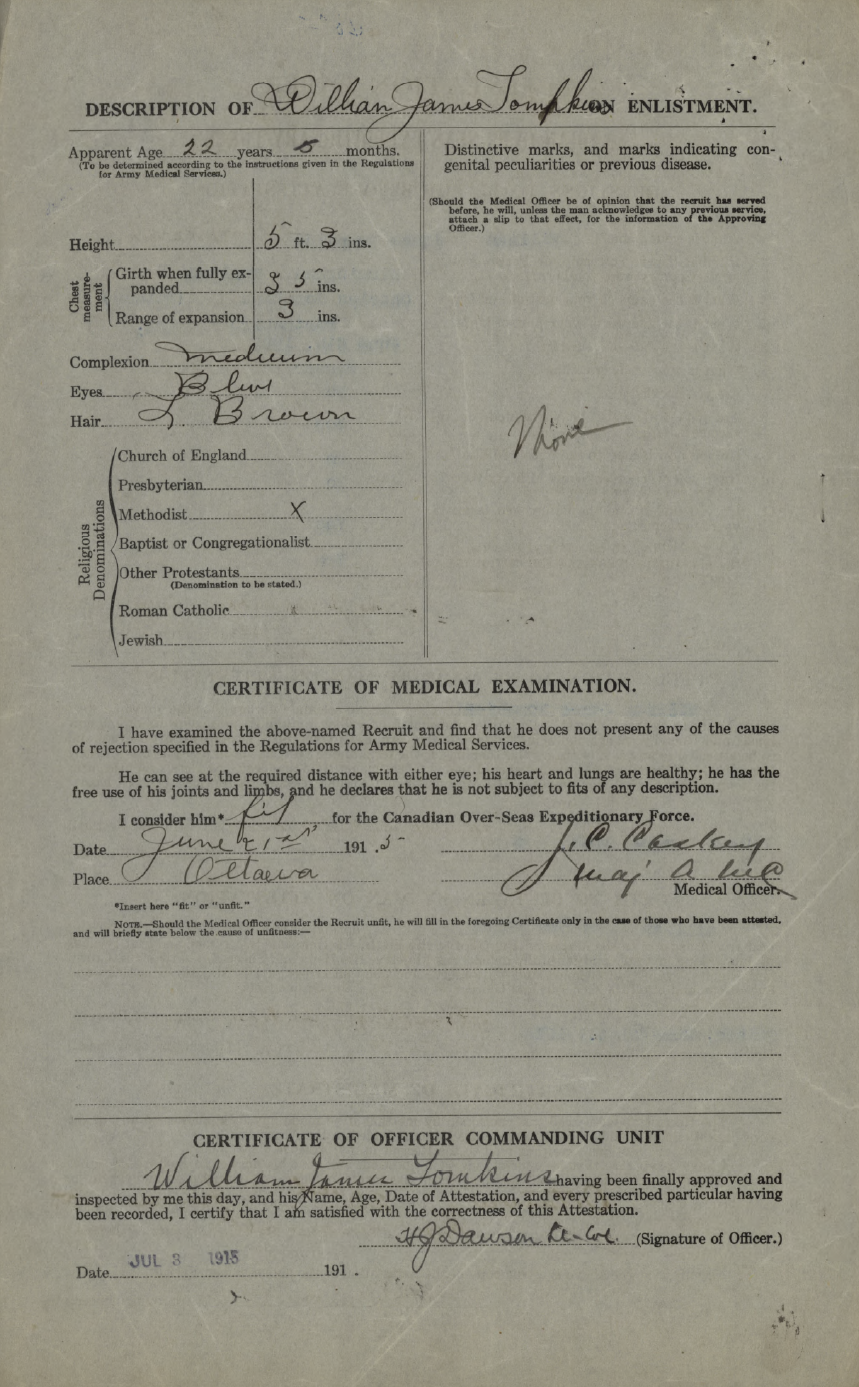 DESCRIPTION OF William James Tompkins ON ENLISTMENT.
Apparent Age 22 years 5 months.
(To be determined according to the instructions given in the Regulations
for Army Medical Services.)
Height 5 ft. 3 ins.
Chest measure-ment
Girth when fully ex-
panded 35 ins.
Range of expansion 3 ins.
Complexion medium
Eyes Blue
Hair L Brown
Religious Denominations
Church of England
Presbyterian
Methodist X
Baptist or Congregationalist
Other Protestants
(Denomination to be stated.)
Roman Catholic
Jewish
Distinctive marks, and marks indicating con-
genital peculiarities or previous disease.
(Should the Medical Officer be of opinion that the recruit has served
before, he will, unless the man acknowledges to any previous service,
attach a slip to that effect, for the information of the Approving
Officer.)
None
CERTIFICATE OF MEDICAL EXAMINATION.
I have examined the above-named Recruit and find that he does not present any of the causes
of rejection specified in the Regulations for Army Medical Services.
He can see at the required distance with either eye; his heart and lungs are healthy; he has the
free use of his joints and limbs, and he declares that he is not subject to fits of any description.
I consider him* fit for the Canadian Over-Seas Expeditionary Force.
Date June 21st 191 .5 J. C. Caskey
Place Ottawa Maj A M C
Medical Officer.
*Insert here "fit" or "unfit."
NOTE.—Should the Medical Officer consider the Recruit unfit, he will fill in the foregoing Certificate only in the case of those who have been attested,
and will briefly state below the cause of unfitness:—
CERTIFICATE OF OFFICER COMMANDING UNIT
William James Tomkins having been finally approved and
inspected by me this day, and his Name, Age, Date of Attestation, and every prescribed particular having
been recorded, I certify that I am satisfied with the correctness of this Attestation.
H J Dawson Lt-Col. (Signature of Officer.)
Date JUL 3 1915 191 .